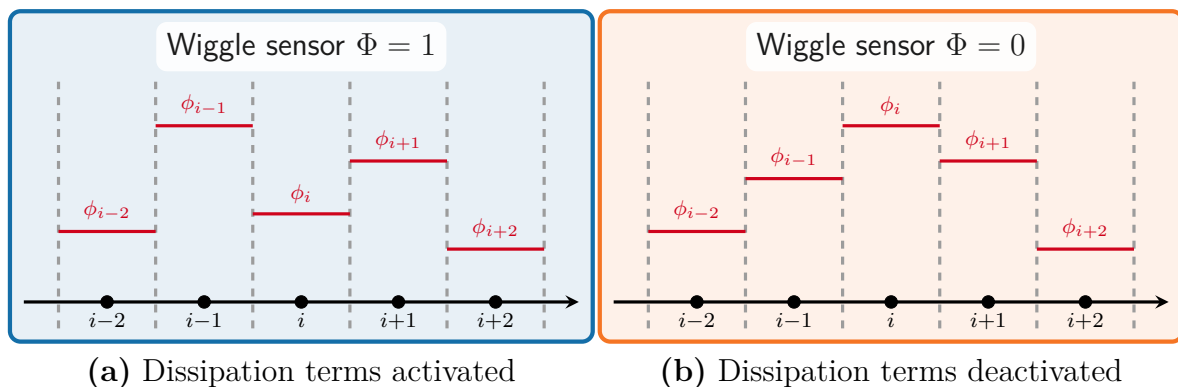 Wiggle sensor Φ = 1
ϕi−1
ϕi+1
ϕi
ϕi−2
ϕi+2
i−2 i−1 i i+1 i+2
(a) Dissipation terms activated
Wiggle sensor Φ = 0
ϕi
ϕi+1
ϕi−1
ϕi−2
ϕi+2
i−2 i−1 i i+1 i+2
(b) Dissipation terms deactivated